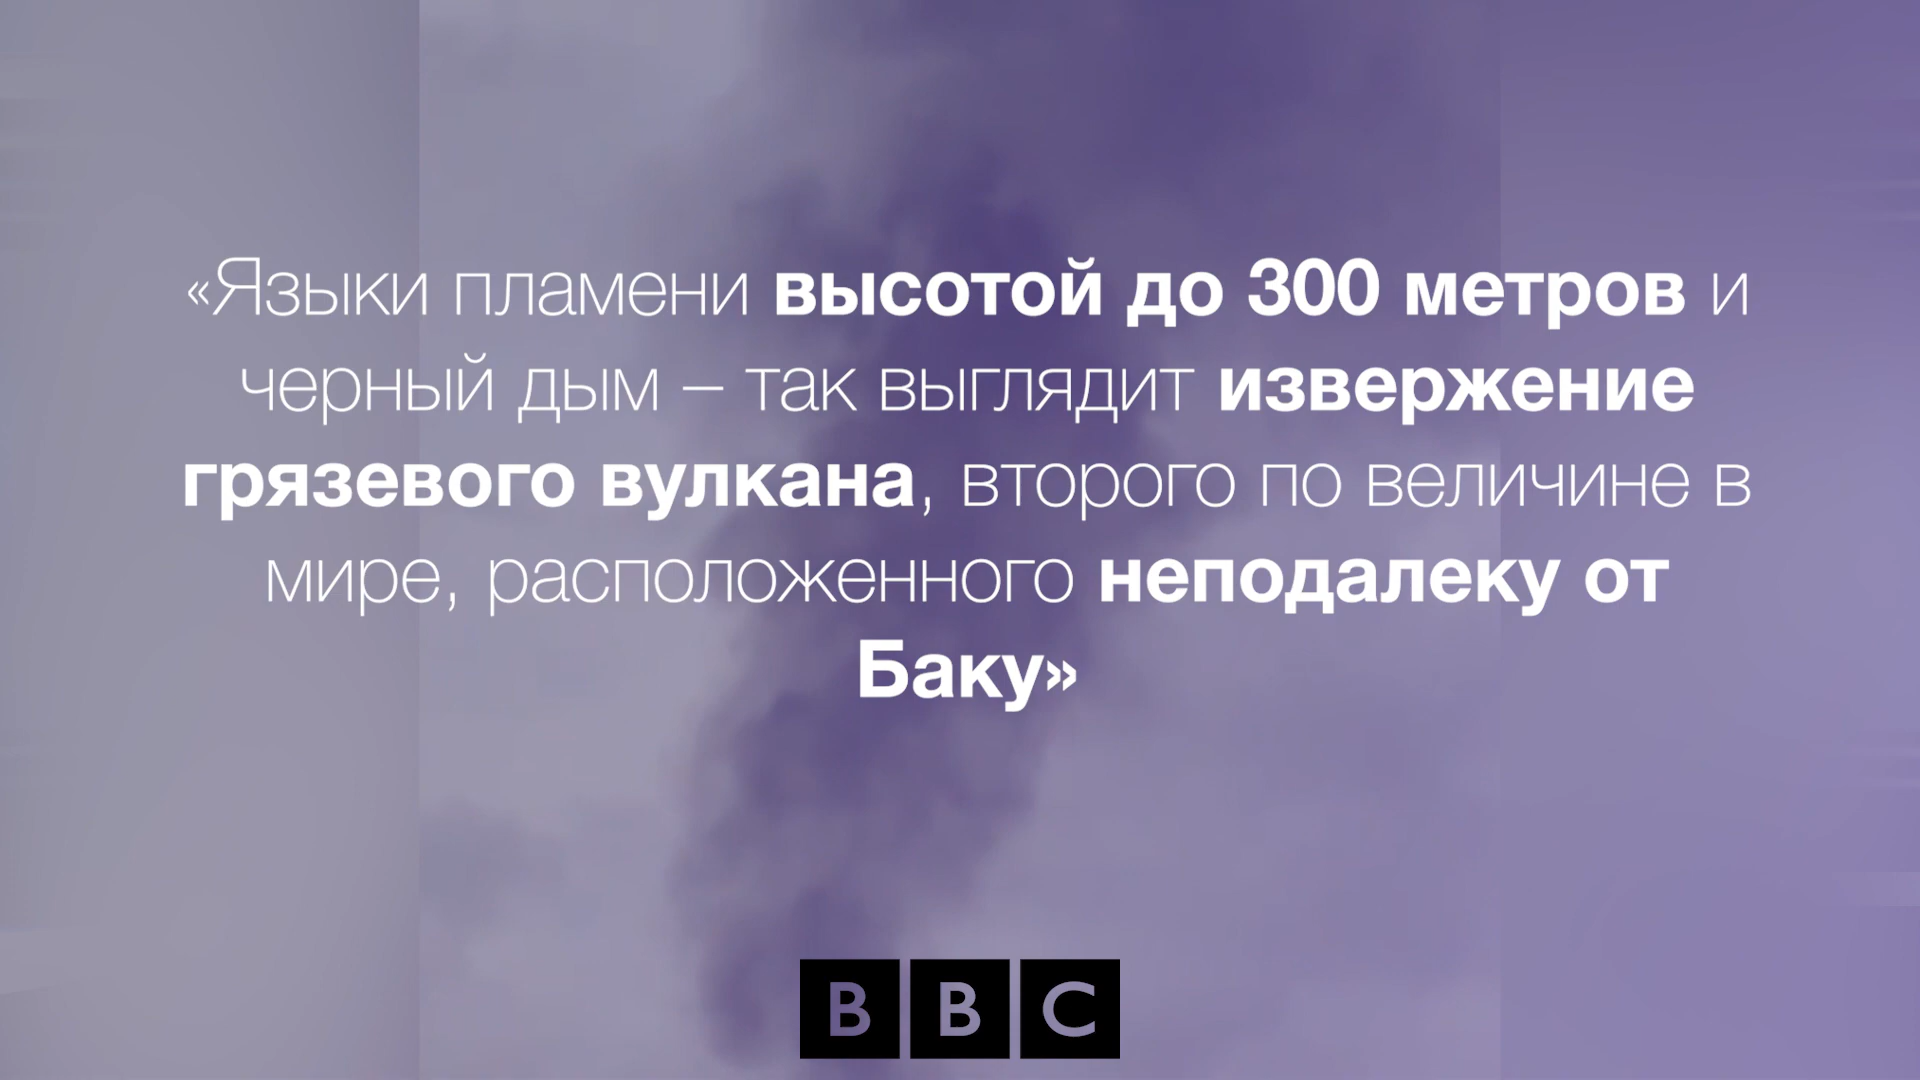 «Языки пламени высотой до 300 метров и
черный дым – так выглядит извержение
грязевого вулкана, второго по величине в
мире, расположенного неподалеку от
Баку»
BBC